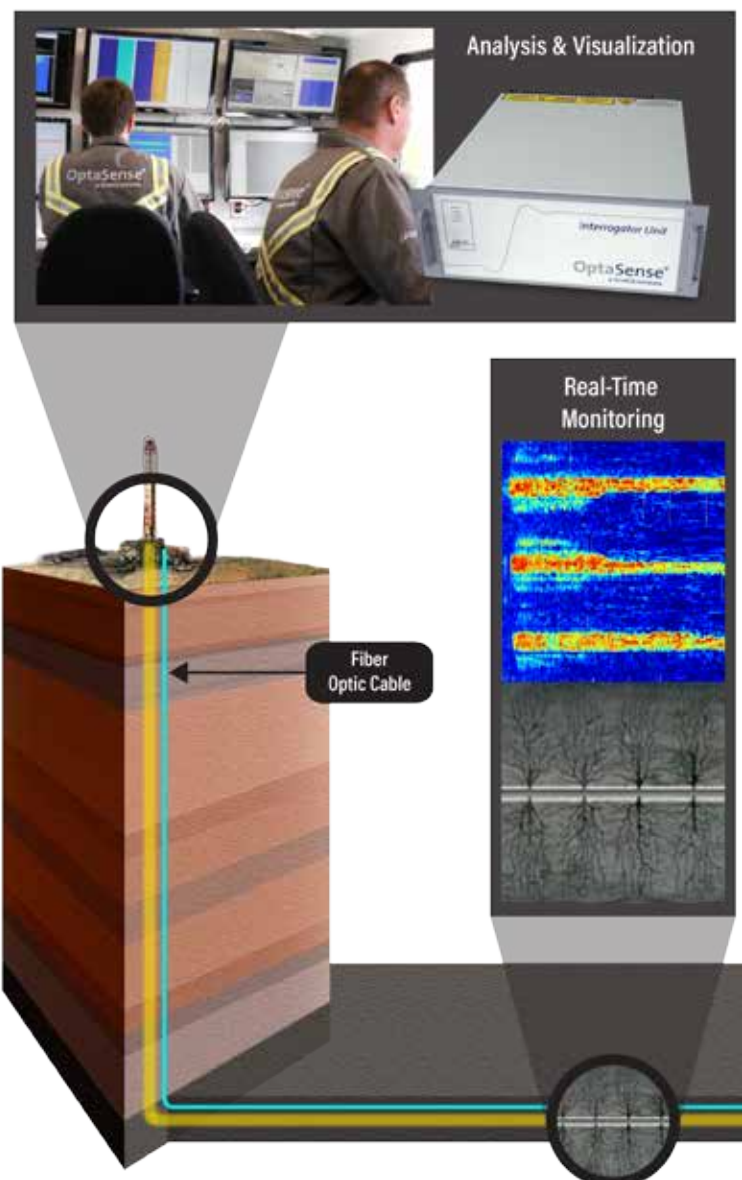 Analysis & Visualization
OptaSense®
Interrogator Unit
OptaSense®
Real-Time
Monitoring
Fiber
Optic Cable